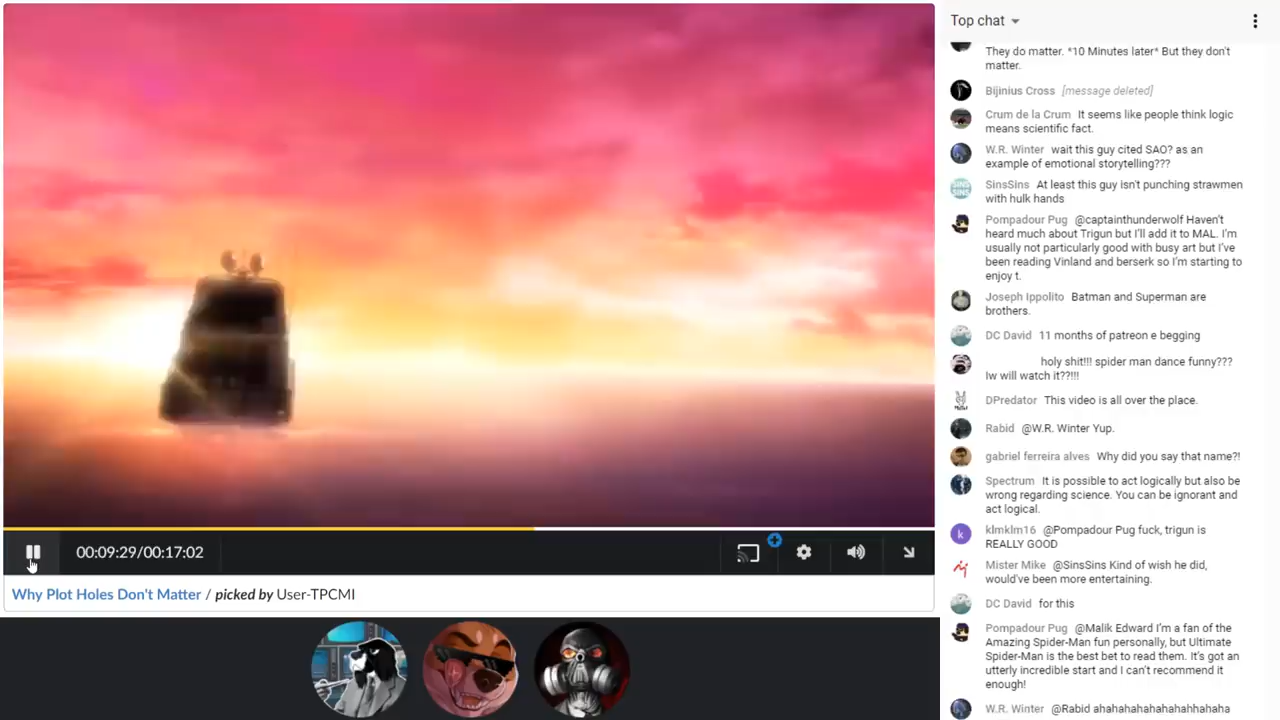 Top chat
They do matter. *10 Minutes later* But they don't
matter.
Bijinius Cross [message deleted]
Crum de la Crum It seems like people think logic
means scientific fact.
W.R. Winter wait this guy cited SAO? as an
example of emotional storytelling???
SinsSins At least this guy isn't punching strawmen
with hulk hands
Pompadour Pug @captainthunderwolf Haven't
heard much about Trigun but I'll add it to MAL. I'm
usually not particularly good with busy art but I've
been reading Vinland and berserk so I'm starting to
enjoy t.
Joseph Ippolito Batman and Superman are
brothers.
DC David 11 months of patreon e begging
holy shit!!! spider man dance funny???
Iw will watch it??!!!
DPredator This video is all over the place.
Rabid @W.R. Winter Yup.
gabriel ferreira alves Why did you say that name?!
Spectrum It is possible to act logically but also be
wrong regarding science. You can be ignorant and
act logical.
klmklm16 @Pompadour Pug fuck, trigun is
REALLY GOOD
Mister Mike @SinsSins Kind of wish he did,
would've been more entertaining.
DC David for this
Pompadour Pug @Malik Edward I'm a fan of the
Amazing Spider-Man fun personally, but Ultimate
Spider-Man is the best bet to read them. It's got an
utterly incredible start and I can't recommend it
enough!
W.R. Winter @Rabid ahahahahahahahhahaha
SINS
SINS
k
00:09:29/00:17:02
Why Plot Holes Don't Matter / picked by User-TPCMI